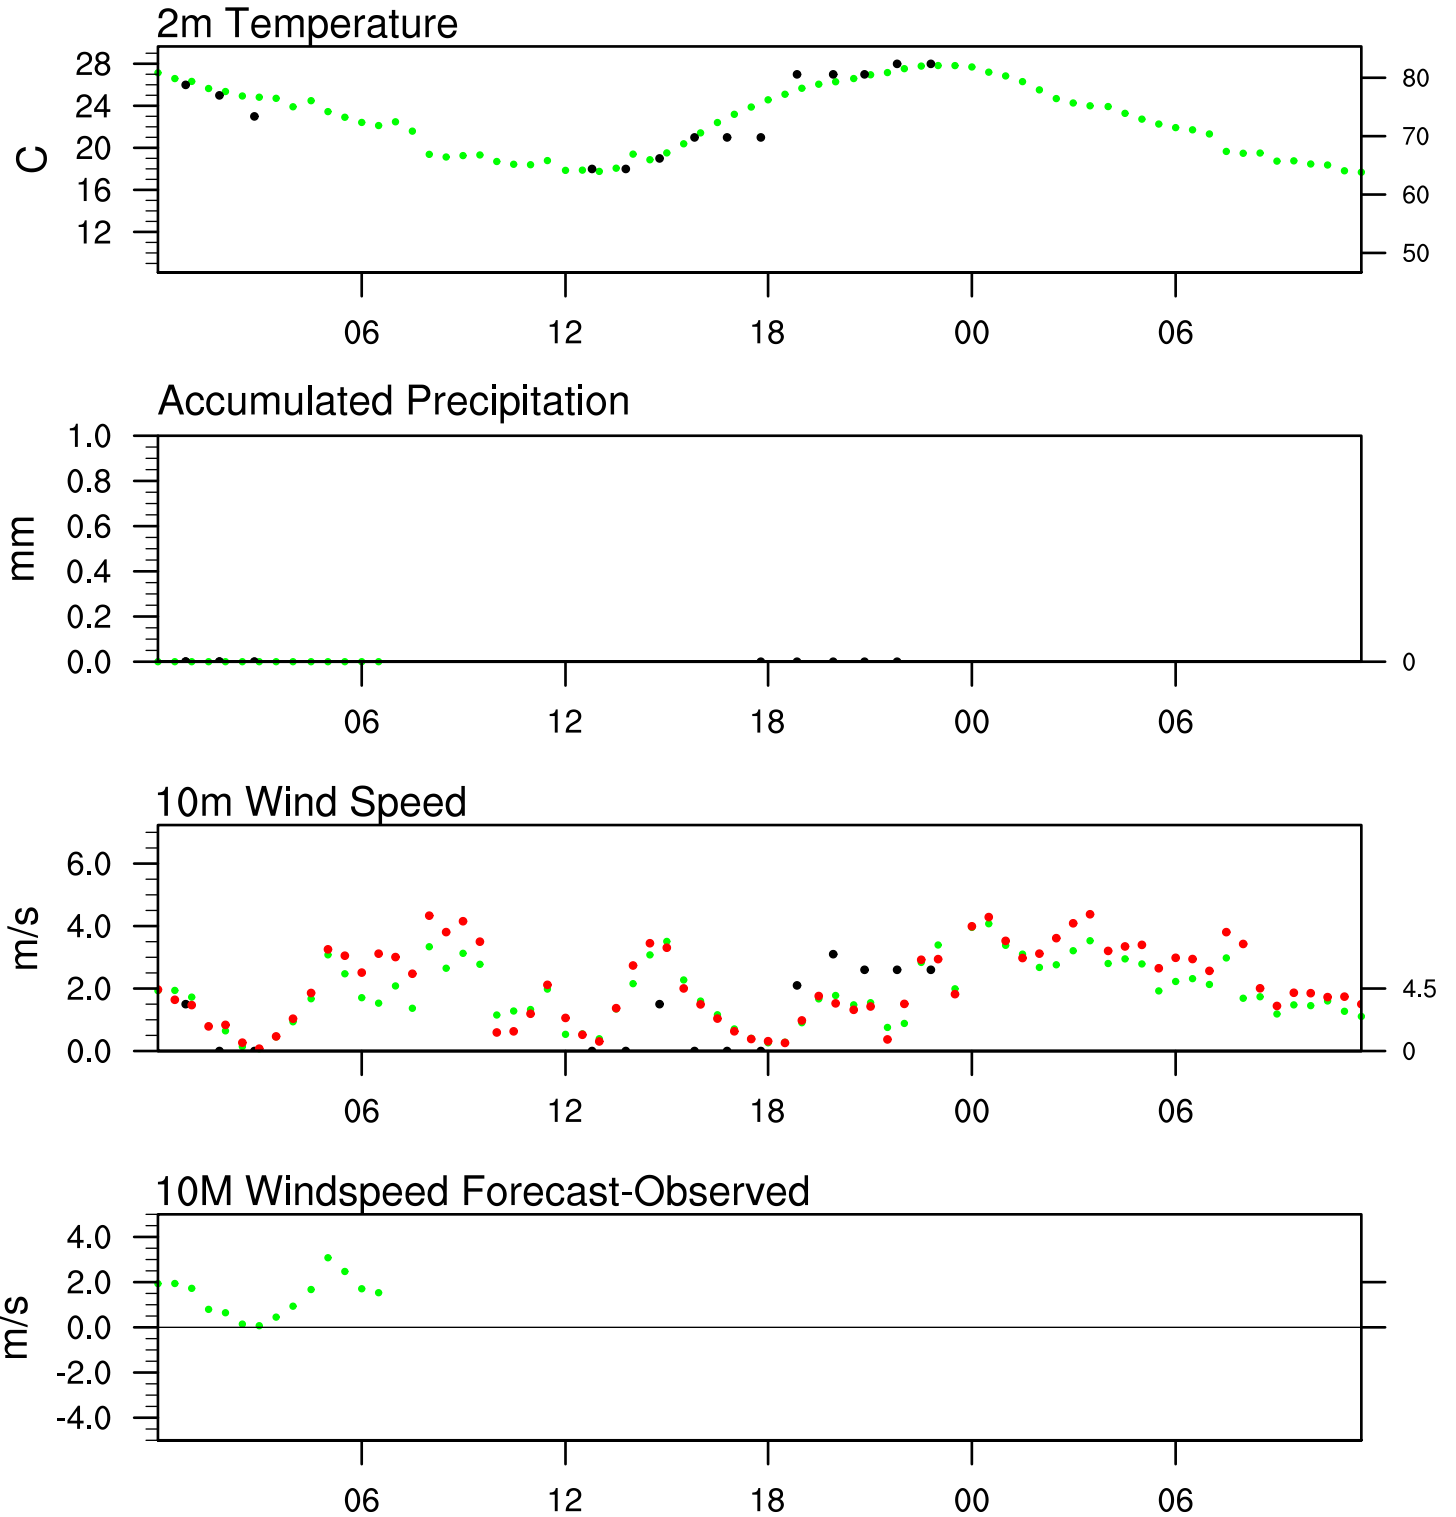 2m Temperature
28
24
20
16
12
C
80
70
60
50
06 12 18 00 06
Accumulated Precipitation
1.0
0.8
0.6
0.4
0.2
0.0
mm
0
06 12 18 00 06
10m Wind Speed
6.0
4.0
2.0
0.0
m/s
4.5
0
06 12 18 00 06
10M Windspeed Forecast-Observed
4.0
2.0
0.0
-2.0
-4.0
m/s
06 12 18 00 06